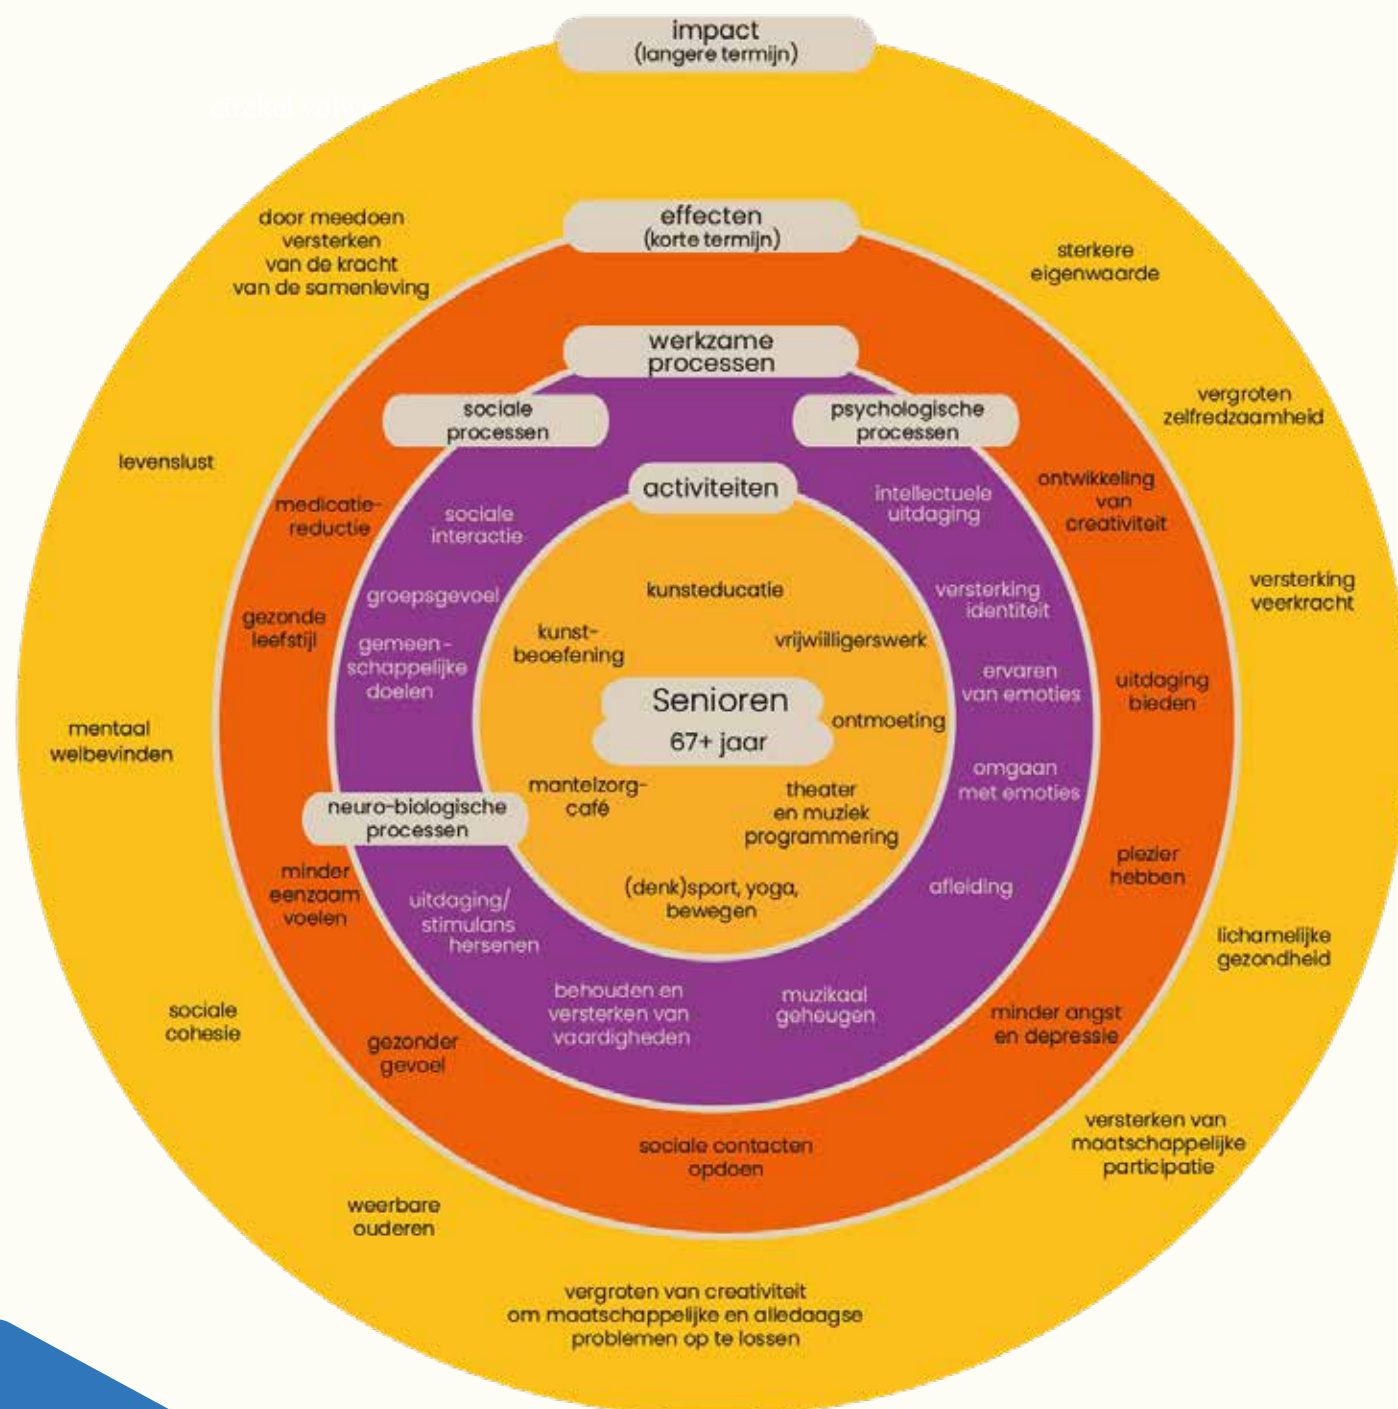 impact
(langere termijn)
door meedoen
versterken
van de kracht
van de samenleving
sterkere
eigenwaarde
vergroten
zelfredzaamheid
versterking
veerkracht
lichamelijke
gezondheid
versterken van
maatschappelijke
participatie
vergroten van creativiteit
om maatschappelijke en alledaagse
problemen op te lossen
weerbare
ouderen
sociale
cohesie
mentaal
welbevinden
levenslust
effecten
(korte termijn)
ontwikkeling
van
creativiteit
uitdaging
bieden
plezier
hebben
minder angst
en depressie
sociale contacten
opdoen
gezonder
gevoel
minder
eenzaam
voelen
gezonde
leefstijl
medicatie-
reductie
werkzame
processen
sociale
processen
sociale
interactie
groepsgevoel
gemeen-
schappelijke
doelen
psychologische
processen
intellectuele
uitdaging
versterking
identiteit
ervaren
van emoties
omgaan
met emoties
afleiding
neuro-biologische
processen
uitdaging/
stimulans
hersenen
behouden en
versterken van
vaardigheden
muzikaal
geheugen
activiteiten
kunsteducatie
kunst-
beoefening
vrijwilligerswerk
Senioren
67+ jaar
ontmoeting
mantelzorg-
café
theater
en muziek
programmering
(denk)sport, yoga,
bewegen